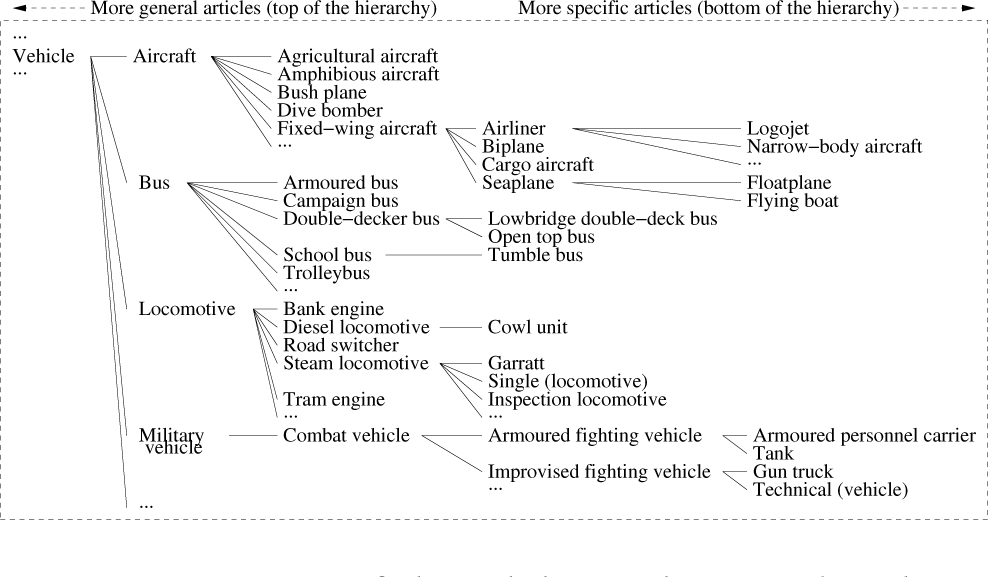 More general articles (top of the hierarchy) More specific articles (bottom of the hierarchy)
...
Vehicle Aircraft Agricultural aircraft
... Amphibious aircraft
Bush plane
Dive bomber
Fixed−wing aircraft Airliner Logojet
... Biplane Narrow−body aircraft
Cargo aircraft ...
Bus Armoured bus Seaplane Floatplane
Campaign bus Flying boat
Double−decker bus Lowbridge double−deck bus
Open top bus
School bus Tumble bus
Trolleybus
...
Locomotive Bank engine
Diesel locomotive Cowl unit
Road switcher
Steam locomotive Garratt
Single (locomotive)
Tram engine Inspection locomotive
... ...
Military Combat vehicle Armoured fighting vehicle Armoured personnel carrier
vehicle Tank
Improvised fighting vehicle Gun truck
... Technical (vehicle)
...